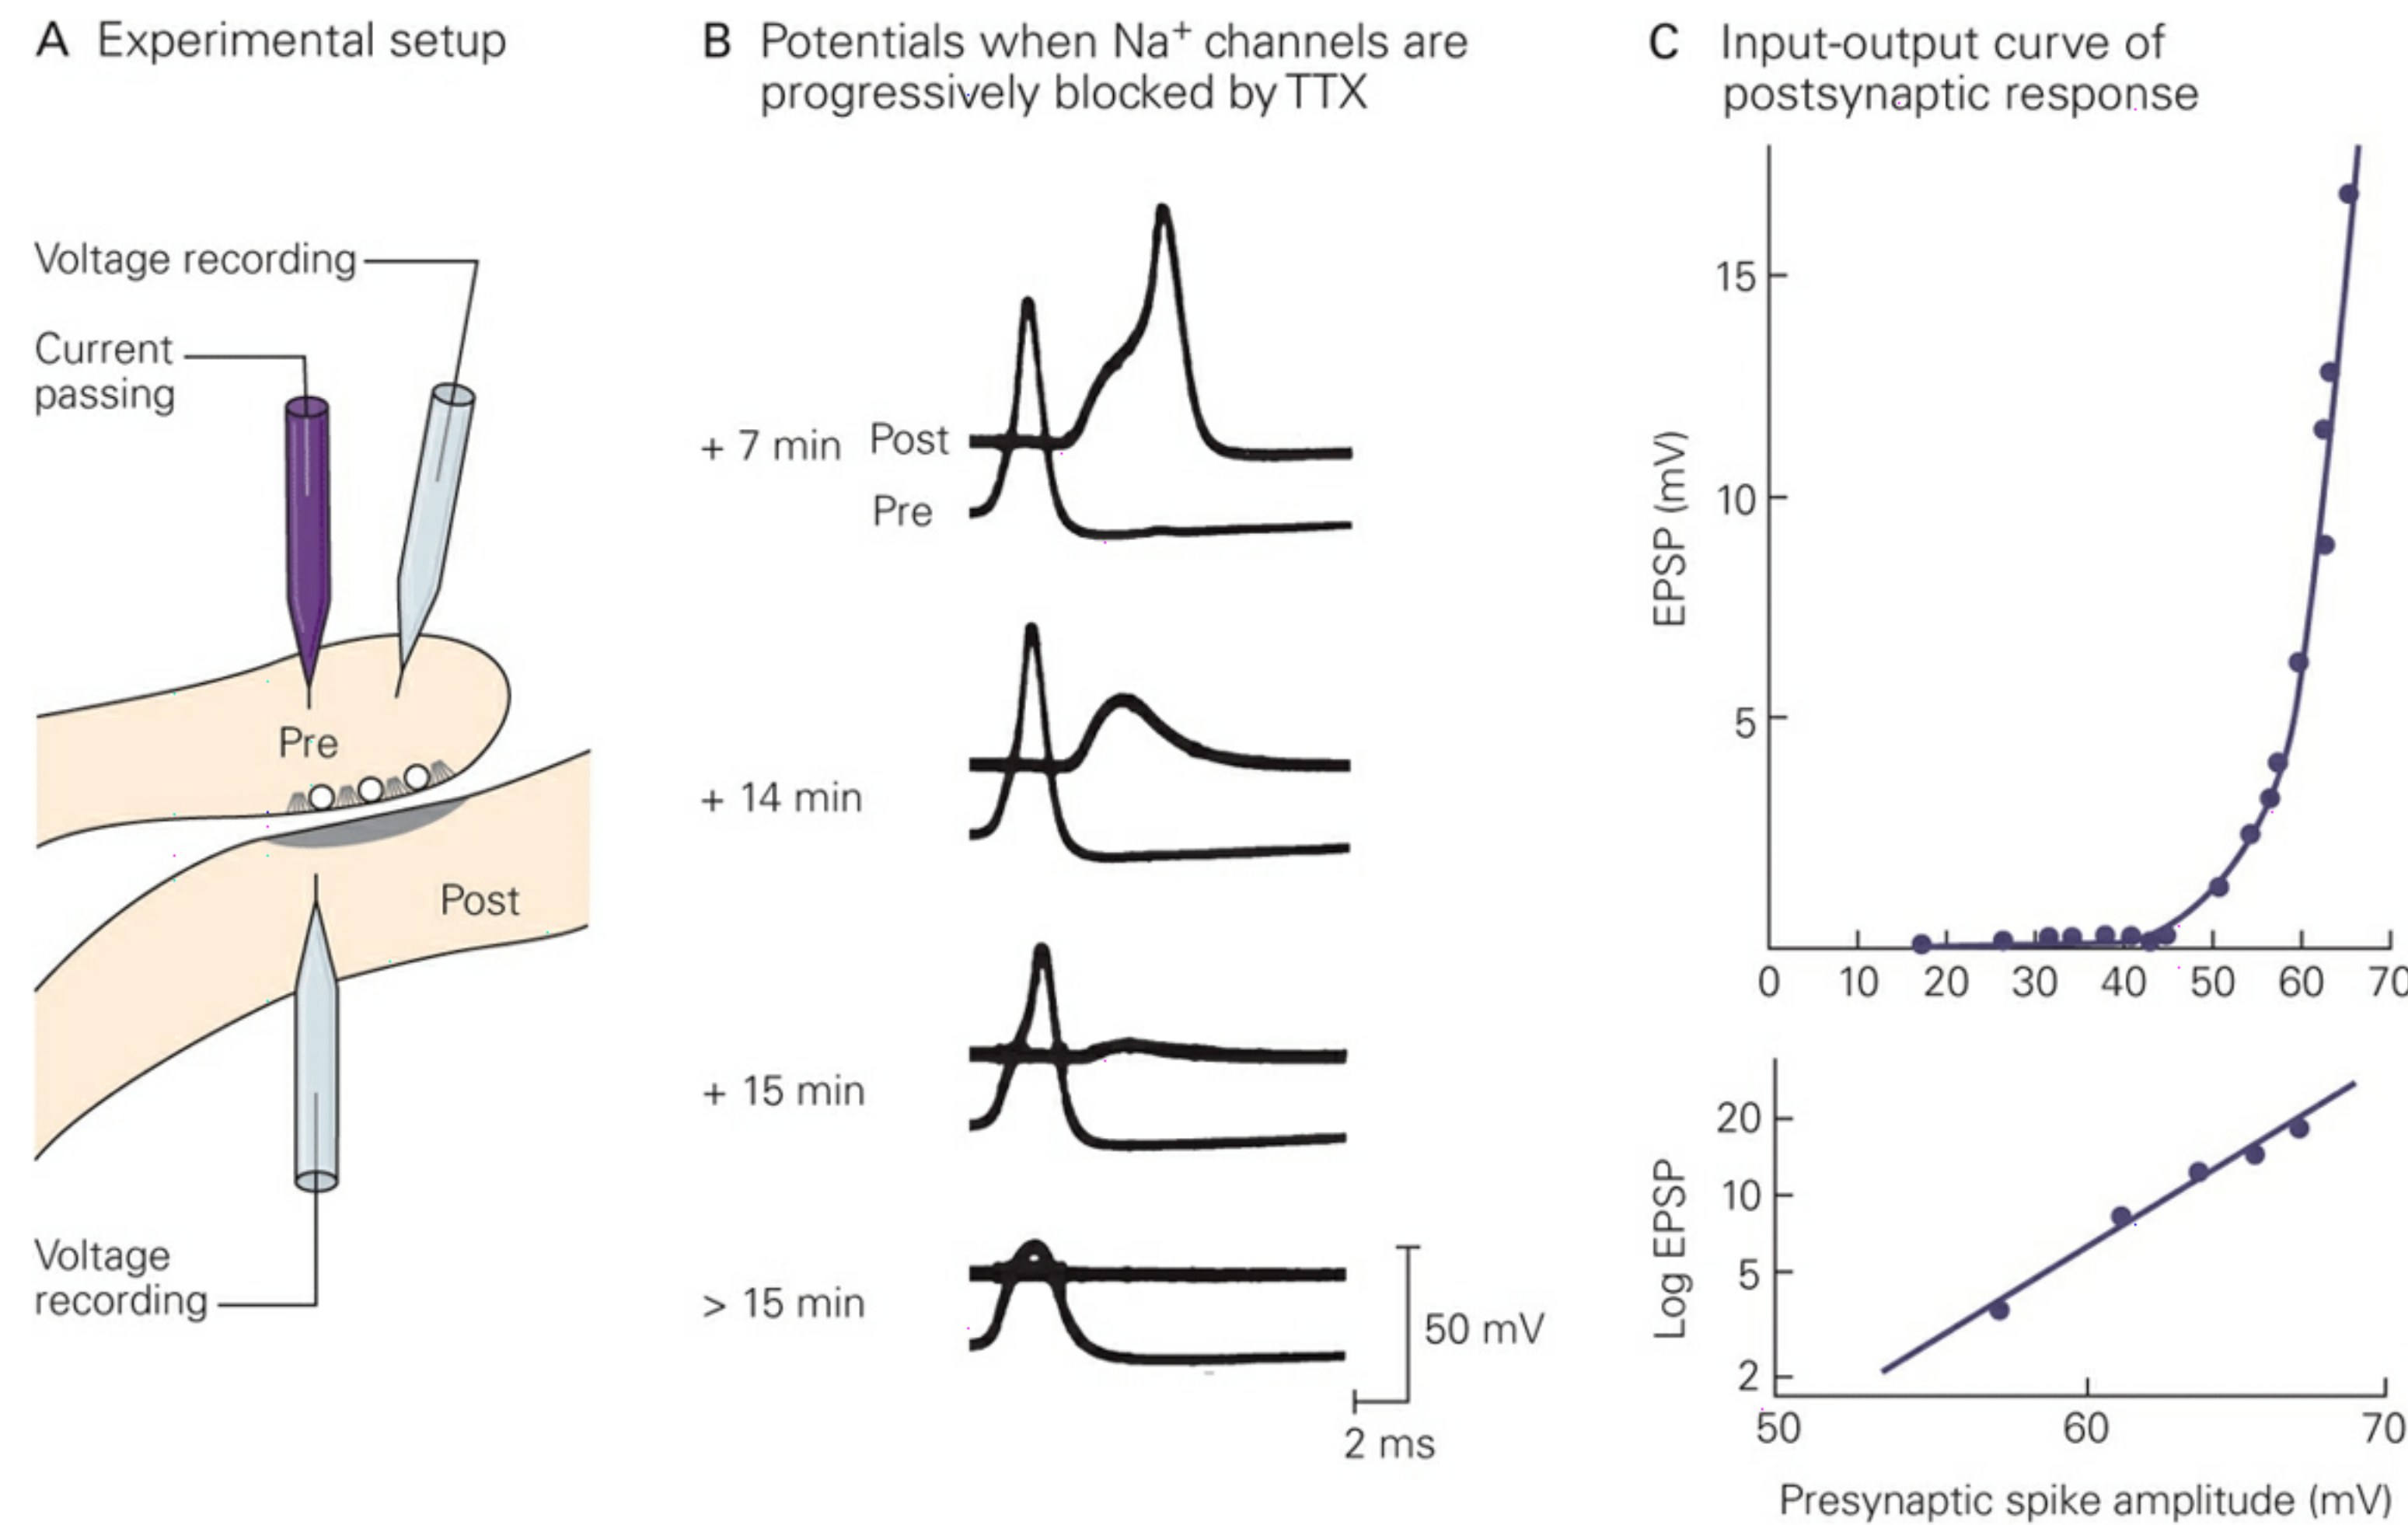 A Experimental setup
Voltage recording
Current
passing
Pre
Post
Voltage
recording
B Potentials when Na⁺ channels are
progressively blocked by TTX
+ 7 min
Post
Pre
+ 14 min
+ 15 min
> 15 min
50 mV
2 ms
C Input-output curve of
postsynaptic response
EPSP (mV)
15
10
5
0 10 20 30 40 50 60 70
Log EPSP
20
10
5
2
50 60 70
Presynaptic spike amplitude (mV)